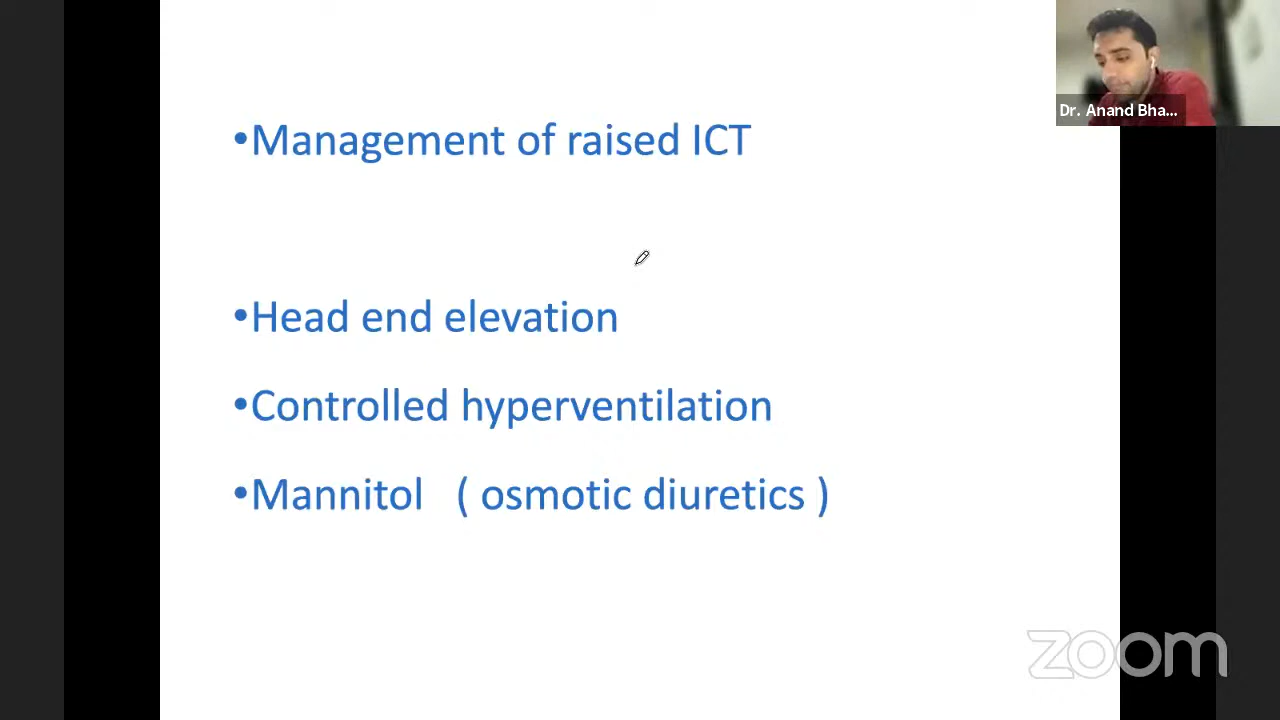 Dr. Anand Bha...
•Management of raised ICT
•Head end elevation
•Controlled hyperventilation
•Mannitol ( osmotic diuretics )
zoom